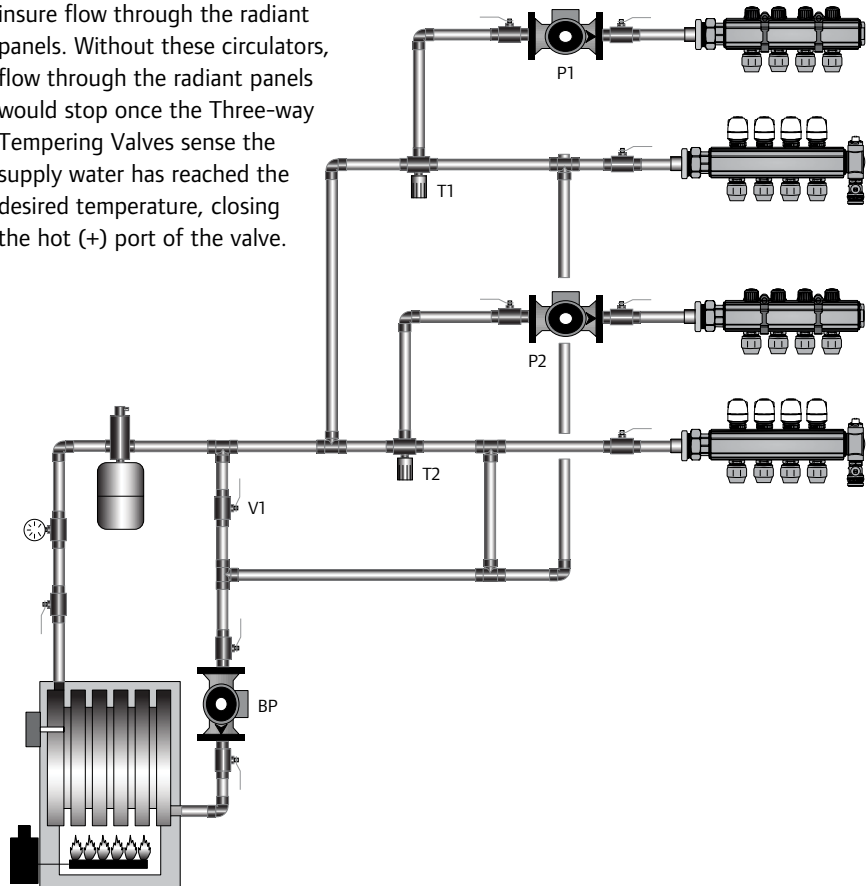 insure flow through the radiant
panels. Without these circulators,
flow through the radiant panels
would stop once the Three-way
Tempering Valves sense the
supply water has reached the
desired temperature, closing
the hot (+) port of the valve.
P1
T1
P2
T2
V1
BP